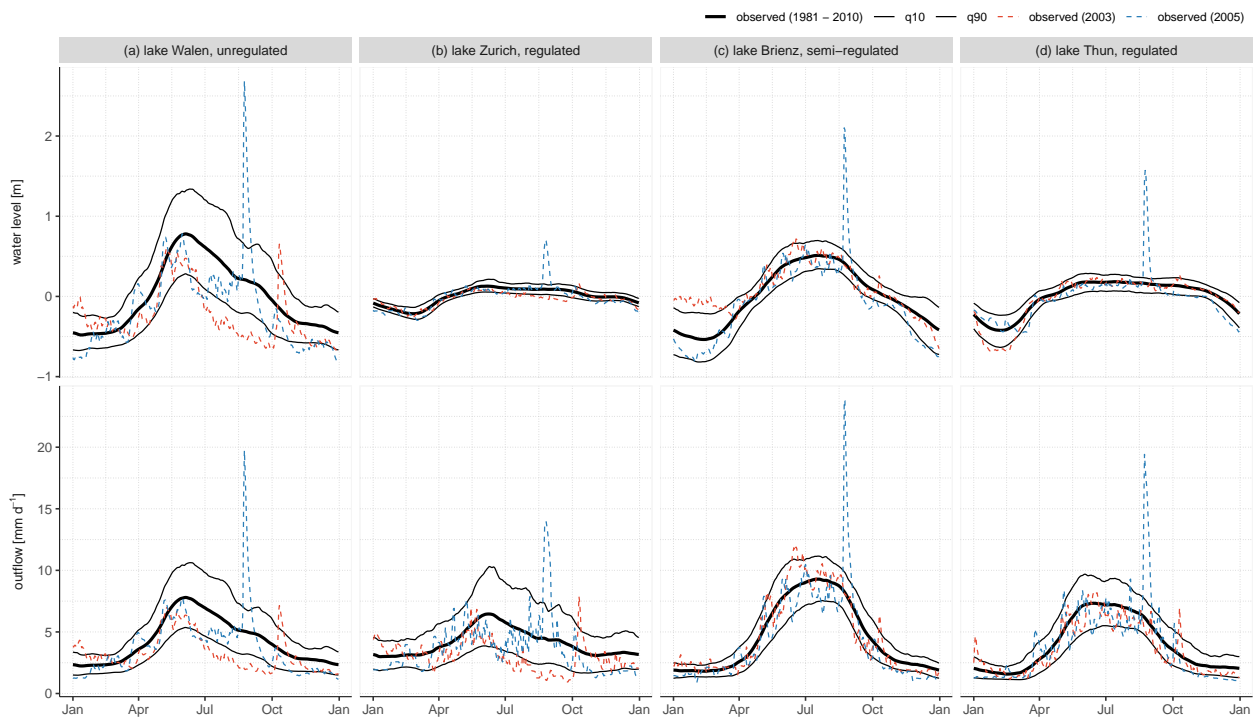 observed (1981 − 2010) q10 q90 observed (2003) observed (2005)
(a) lake Walen, unregulated (b) lake Zurich, regulated (c) lake Brienz, semi−regulated (d) lake Thun, regulated
water level [m]
2
1
0
−1
outflow [mm d⁻¹]
20
15
10
5
0
Jan Apr Jul Oct Jan Jan Apr Jul Oct Jan Jan Apr Jul Oct Jan Jan Apr Jul Oct Jan